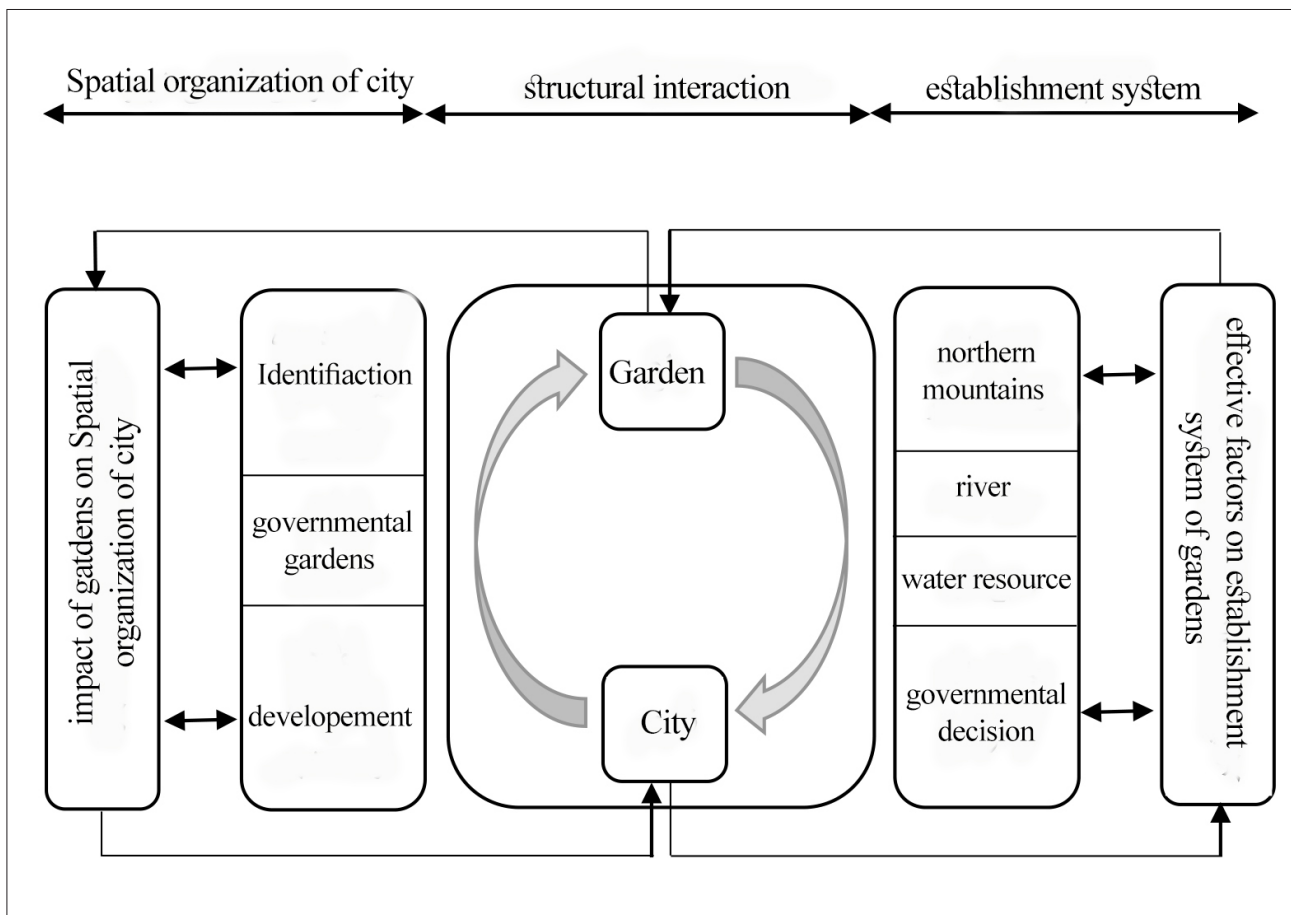 Spatial organization of city
structural interaction
establishment system
impact of gatdens on Spatial
organization of city
Identifiaction
governmental
gardens
developement
Garden
City
northern
mountains
river
water resource
governmental
decision
effective factors on establishment
system of gardens